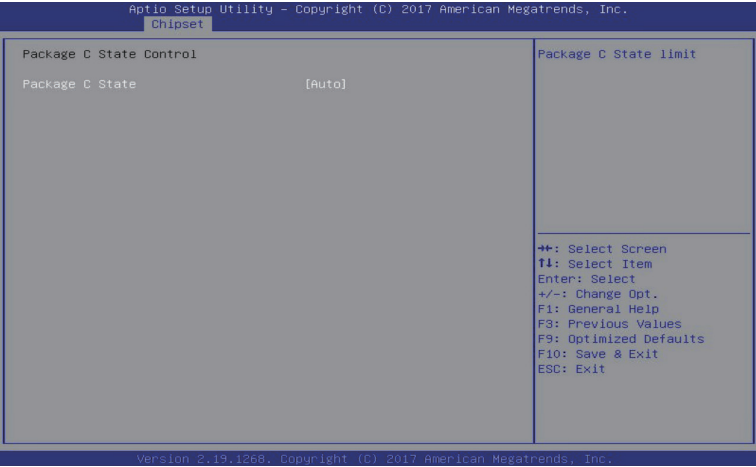 Aptio Setup Utility – Copyright (C) 2017 American Megatrends, Inc.
Chipset
Package C State Control
Package C State [Auto]
Package C State limit
→←: Select Screen
↑↓: Select Item
Enter: Select
+/-: Change Opt.
F1: General Help
F3: Previous Values
F9: Optimized Defaults
F10: Save & Exit
ESC: Exit
Version 2.19.1268. Copyright (C) 2017 American Megatrends, Inc.